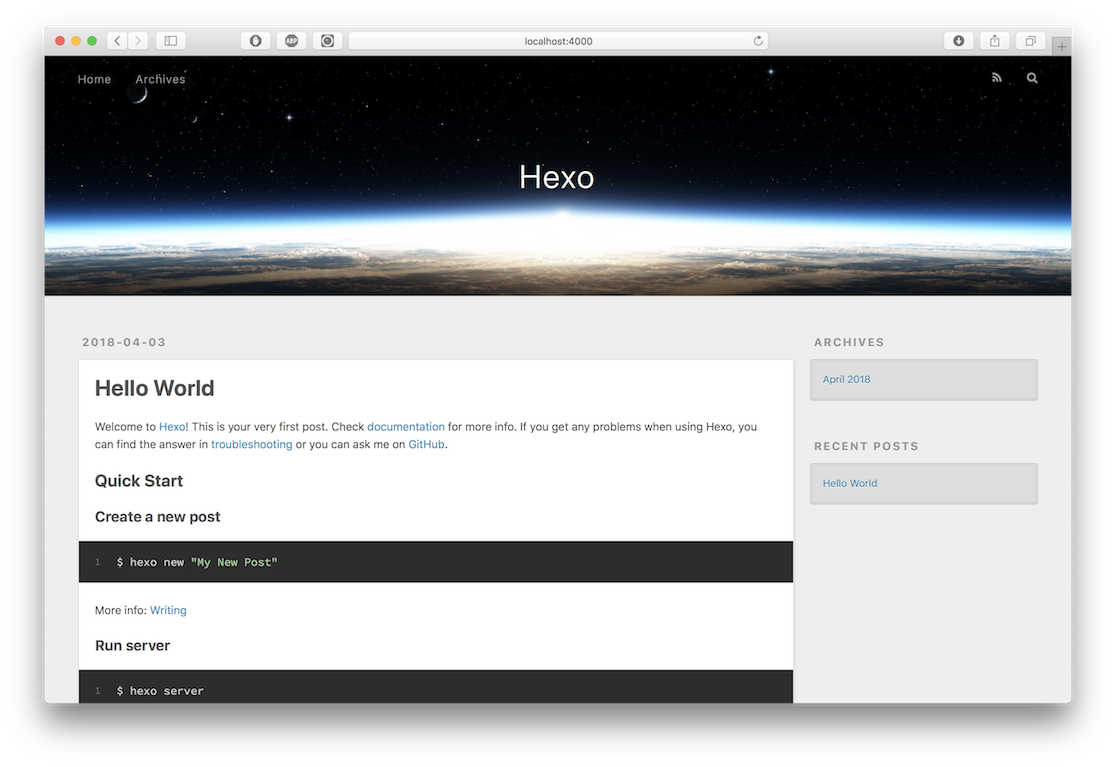 ABP
localhost:4000
Home Archives
Hexo
2018-04-03
Hello World
Welcome to Hexo! This is your very first post. Check documentation for more info. If you get any problems when using Hexo, you
can find the answer in troubleshooting or you can ask me on GitHub.
Quick Start
Create a new post
1 $ hexo new "My New Post"
More info: Writing
Run server
1 $ hexo server
ARCHIVES
April 2018
RECENT POSTS
Hello World